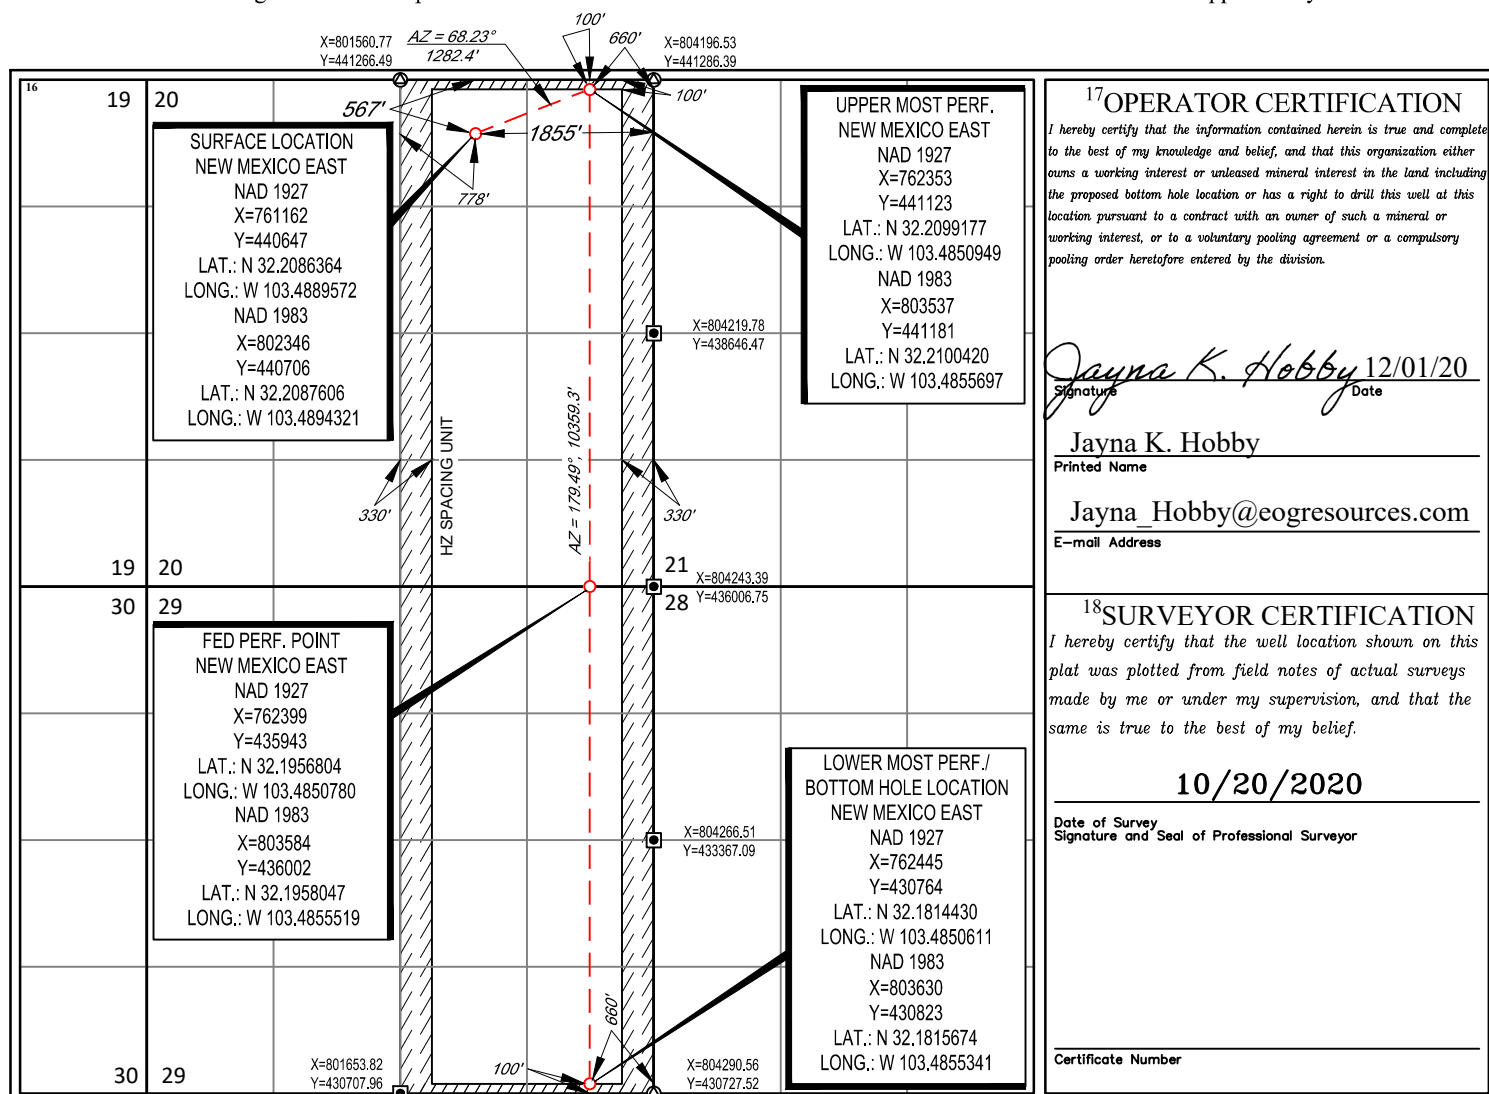 100'
X=801560.77
Y=441266.49
AZ = 68.23°
1282.4'
660'
X=804196.53
Y=441286.39
16
19 20
567'
1855'
100'
778'
SURFACE LOCATION
NEW MEXICO EAST
NAD 1927
X=761162
Y=440647
LAT.: N 32.2086364
LONG.: W 103.4889572
NAD 1983
X=802346
Y=440706
LAT.: N 32.2087606
LONG.: W 103.4894321
UPPER MOST PERF.
NEW MEXICO EAST
NAD 1927
X=762353
Y=441123
LAT.: N 32.2099177
LONG.: W 103.4850949
NAD 1983
X=803537
Y=441181
LAT.: N 32.2100420
LONG.: W 103.4855697
X=804219.78
Y=438646.47
HZ SPACING UNIT
AZ = 179.49°, 10359.3'
330'
330'
19 20
21
X=804243.39
Y=436006.75
30 29
28
FED PERF. POINT
NEW MEXICO EAST
NAD 1927
X=762399
Y=435943
LAT.: N 32.1956804
LONG.: W 103.4850780
NAD 1983
X=803584
Y=436002
LAT.: N 32.1958047
LONG.: W 103.4855519
X=804266.51
Y=433367.09
LOWER MOST PERF./
BOTTOM HOLE LOCATION
NEW MEXICO EAST
NAD 1927
X=762445
Y=430764
LAT.: N 32.1814430
LONG.: W 103.4850611
NAD 1983
X=803630
Y=430823
LAT.: N 32.1815674
LONG.: W 103.4855341
660'
100'
X=801653.82
Y=430707.96
X=804290.56
Y=430727.52
30 29
17 OPERATOR CERTIFICATION
I hereby certify that the information contained herein is true and complete
to the best of my knowledge and belief, and that this organization either
owns a working interest or unleased mineral interest in the land including
the proposed bottom hole location or has a right to drill this well at this
location pursuant to a contract with an owner of such a mineral or
working interest, or to a voluntary pooling agreement or a compulsory
pooling order heretofore entered by the division.
Jayna K. Hobby 12/01/20
Signature Date
Jayna K. Hobby
Printed Name
Jayna_Hobby@eogresources.com
E-mail Address
18 SURVEYOR CERTIFICATION
I hereby certify that the well location shown on this
plat was plotted from field notes of actual surveys
made by me or under my supervision, and that the
same is true to the best of my belief.
10/20/2020
Date of Survey
Signature and Seal of Professional Surveyor
Certificate Number